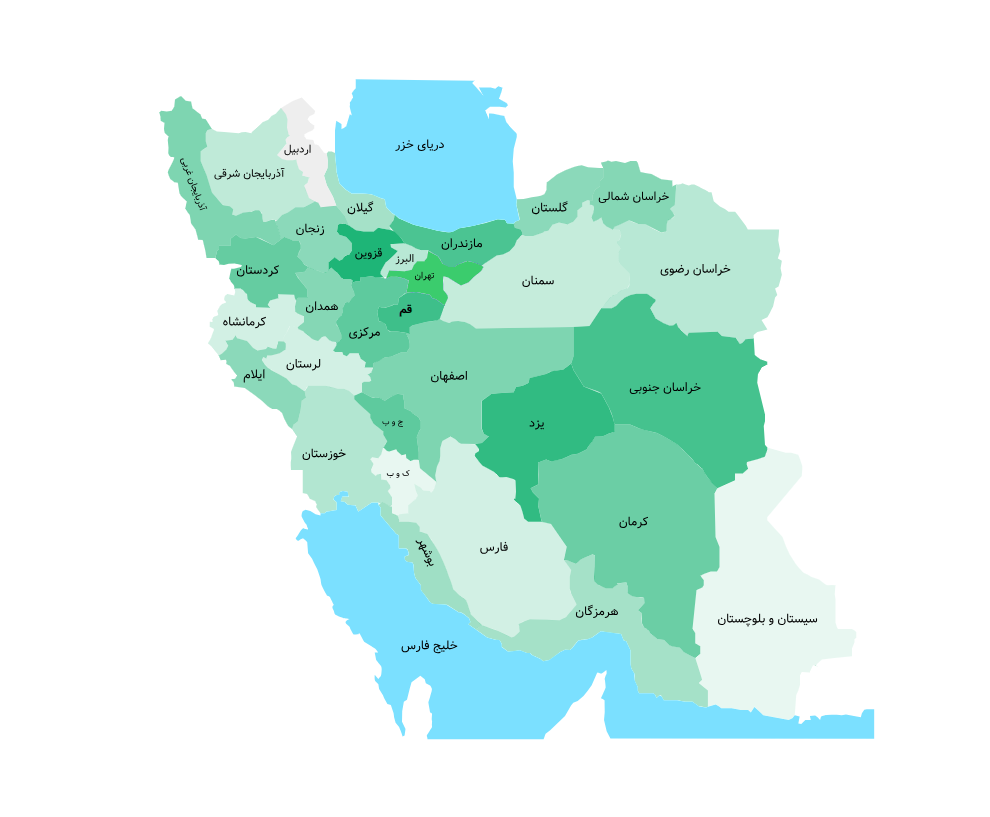 دریای خزر
اردبیل
آذربایجان شرقی
آذربایجان غربی
خراسان شمالی
گلستان
گیلان
زنجان
مازندران
قزوین
البرز
خراسان رضوی
کردستان
تهران
سمنان
همدان
قم
کرمانشاه
مرکزی
لرستان
ایلام
اصفهان
خراسان جنوبی
چ و ب
یزد
خوزستان
ک و ب
کرمان
فارس
بوشهر
هرمزگان
سیستان و بلوچستان
خلیج فارس